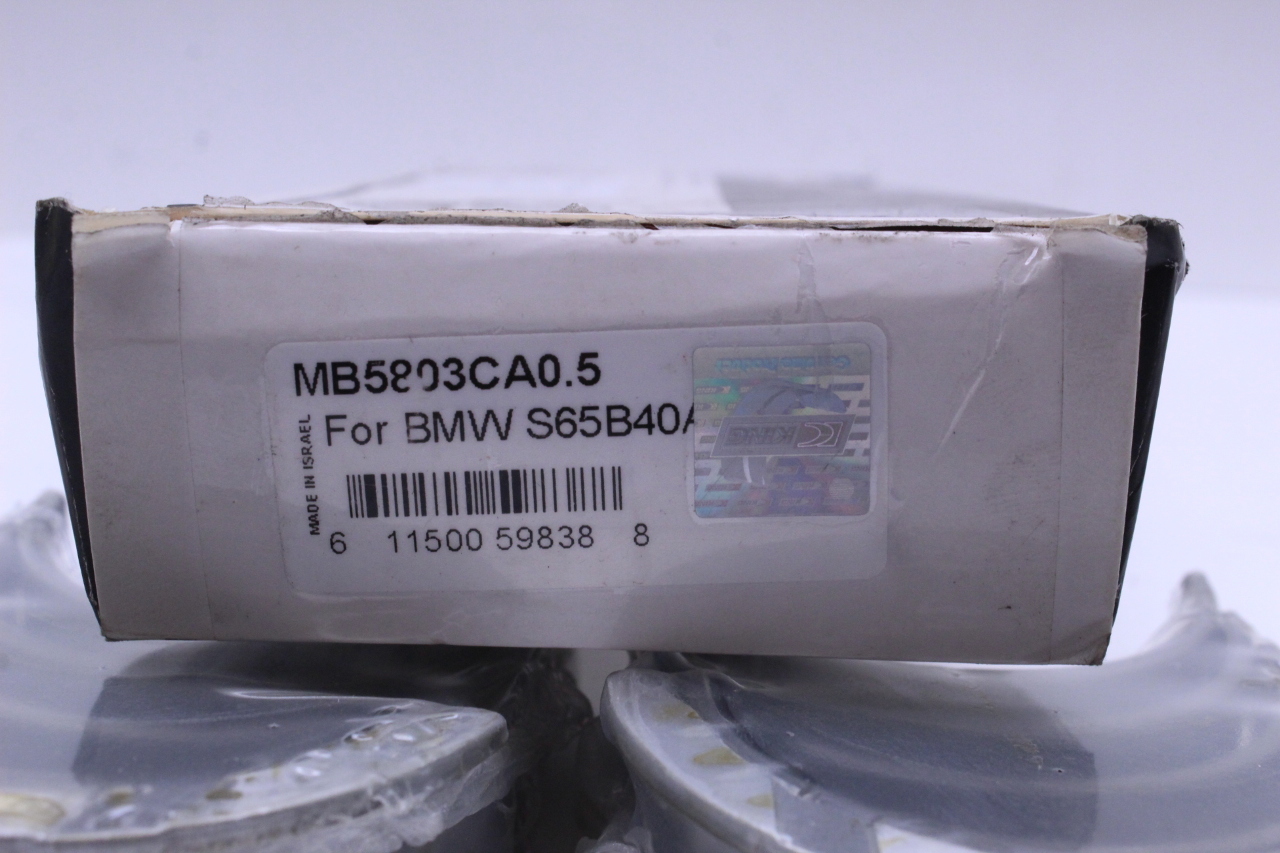 MB5803CA0.5
For BMW S65B40A
MADE IN ISRAEL
6 11500 59838 8
KING